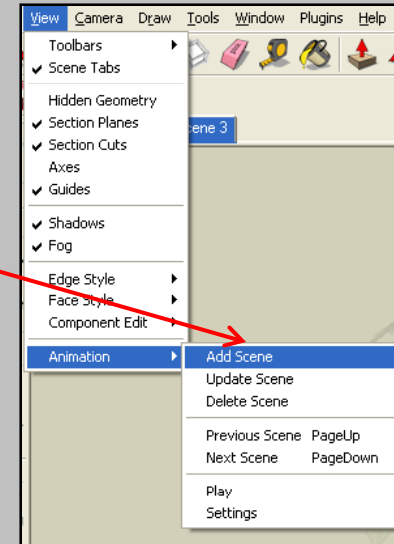 View Camera Draw Tools Window Plugins Help
Toolbars
Scene Tabs
Hidden Geometry
Section Planes
Section Cuts
cene 3
Axes
Guides
Shadows
Fog
Edge Style
Face Style
Component Edit
Animation
Add Scene
Update Scene
Delete Scene
Previous Scene PageUp
Next Scene PageDown
Play
Settings